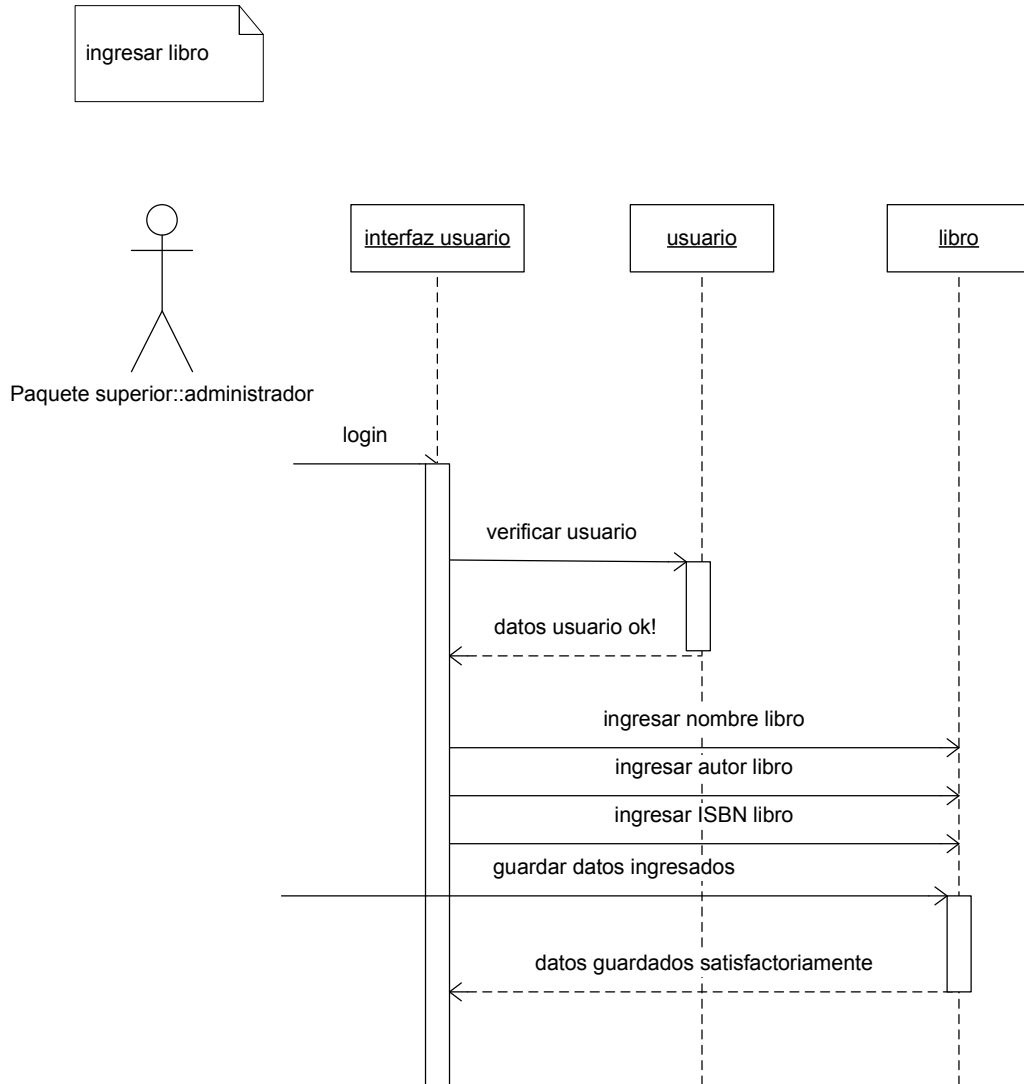 ingresar libro
interfaz usuario
usuario
libro
Paquete superior::administrador
login
verificar usuario
datos usuario ok!
ingresar nombre libro
ingresar autor libro
ingresar ISBN libro
guardar datos ingresados
datos guardados satisfactoriamente